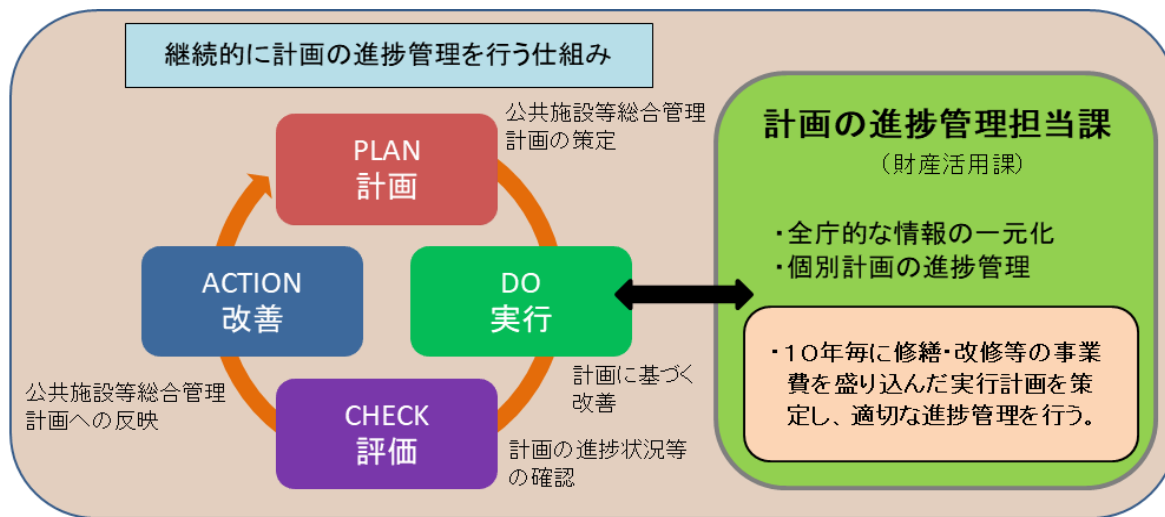 継続的に計画の進捗管理を行う仕組み
PLAN
計画
公共施設等総合管理
計画の策定
DO
実行
計画に基づく
改善
CHECK
評価
計画の進捗状況等
の確認
ACTION
改善
公共施設等総合管理
計画への反映
計画の進捗管理担当課
（財産活用課）
・全庁的な情報の一元化
・個別計画の進捗管理
・１０年毎に修繕・改修等の事業
費を盛り込んだ実行計画を策
定し、適切な進捗管理を行う。